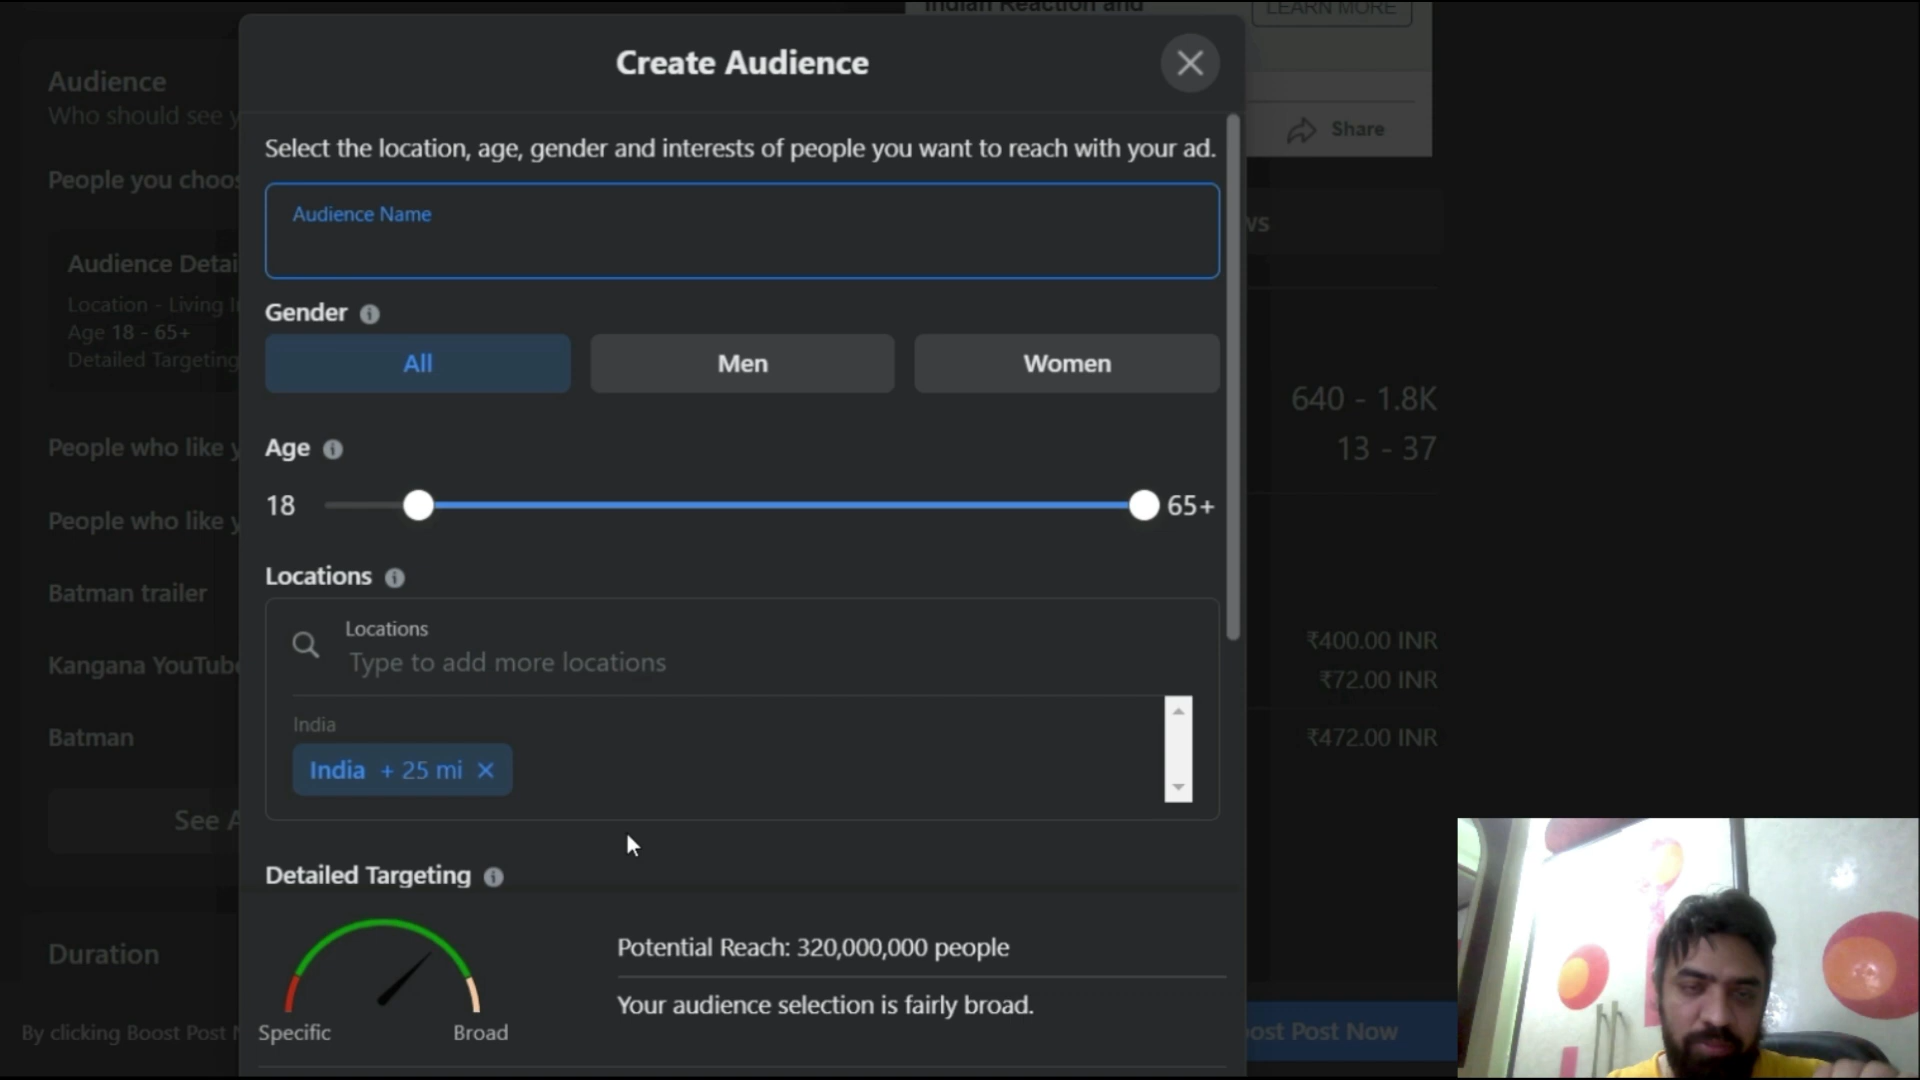 Indian Reaction and
LEARN MORE
Share
Audience
Who should see y
People you choos
Audience Detai
Location - Living I
Age 18 - 65+
Detailed Targeting
People who like y
People who like y
Batman trailer
Kangana YouTube
Batman
See A
Duration
By clicking Boost Post N
Create Audience
Select the location, age, gender and interests of people you want to reach with your ad.
Audience Name
Gender
All
Men
Women
Age
18
65+
Locations
Locations
Type to add more locations
India
India + 25 mi
Detailed Targeting
Specific
Broad
Potential Reach: 320,000,000 people
Your audience selection is fairly broad.
ws
640 - 1.8K
13 - 37
₹400.00 INR
₹72.00 INR
₹472.00 INR
ost Post Now